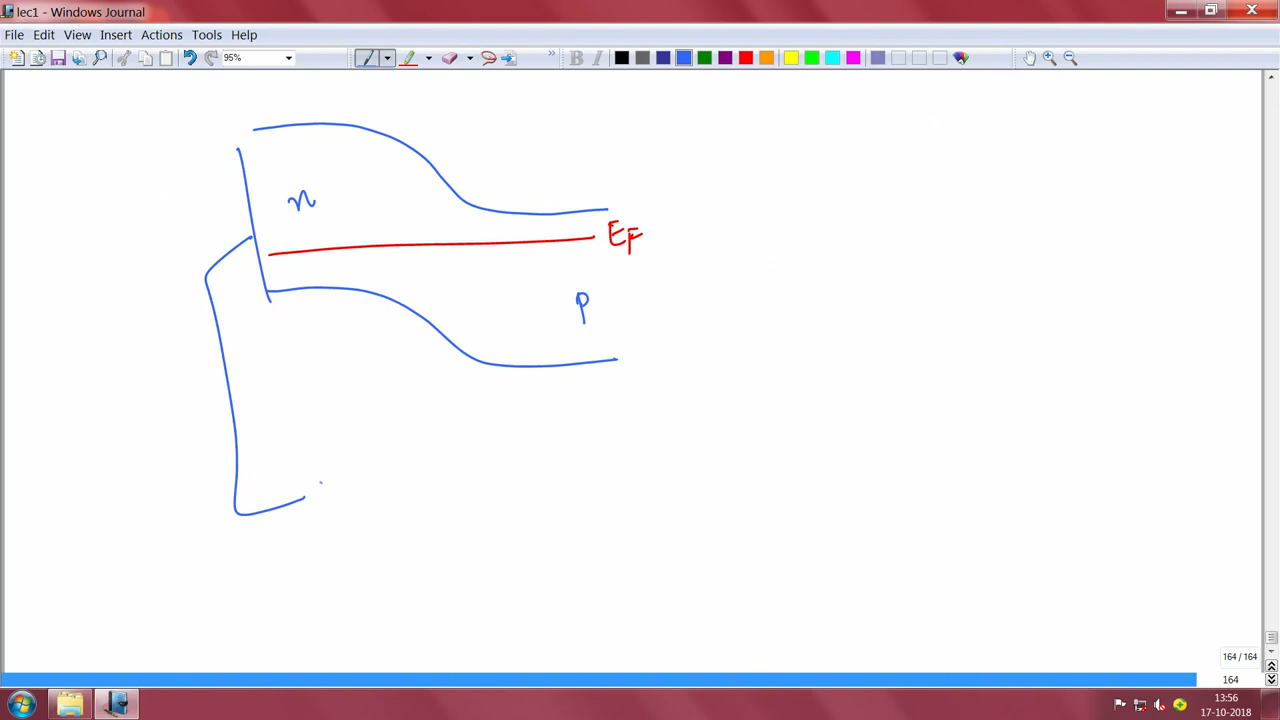 lec1 - Windows Journal
File Edit View Insert Actions Tools Help
95%
n
EF
p
164 / 164
164
13:56
17-10-2018